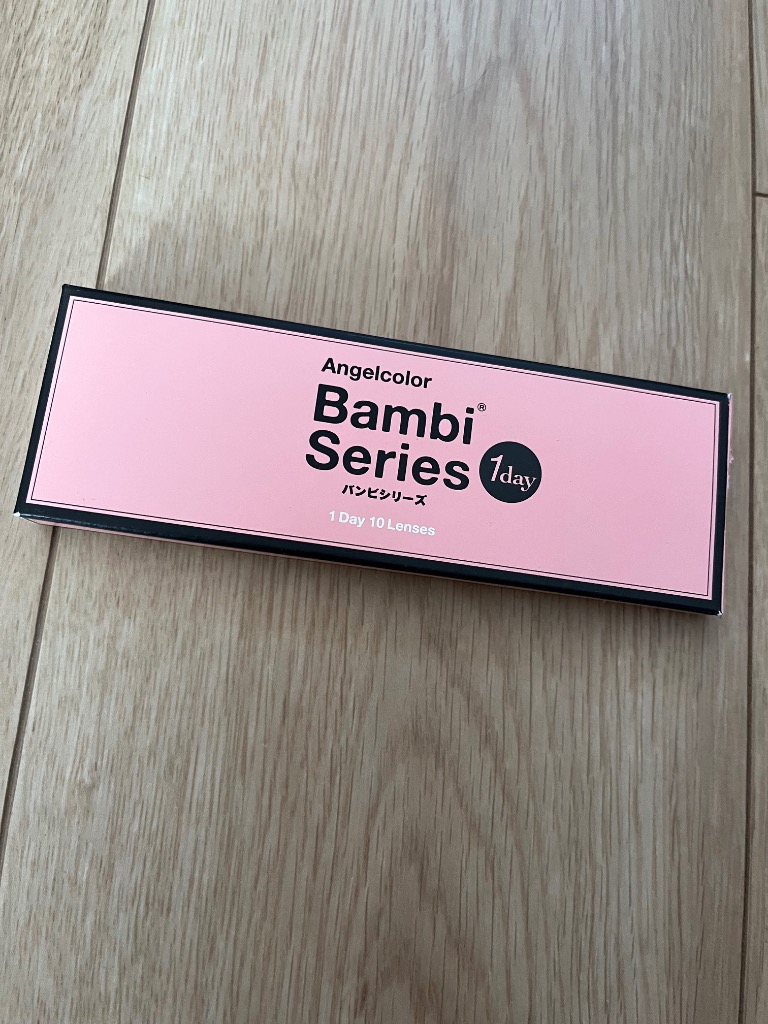 Angelcolor
Bambi®
Series 1day
バンビシリーズ
1 Day 10 Lenses